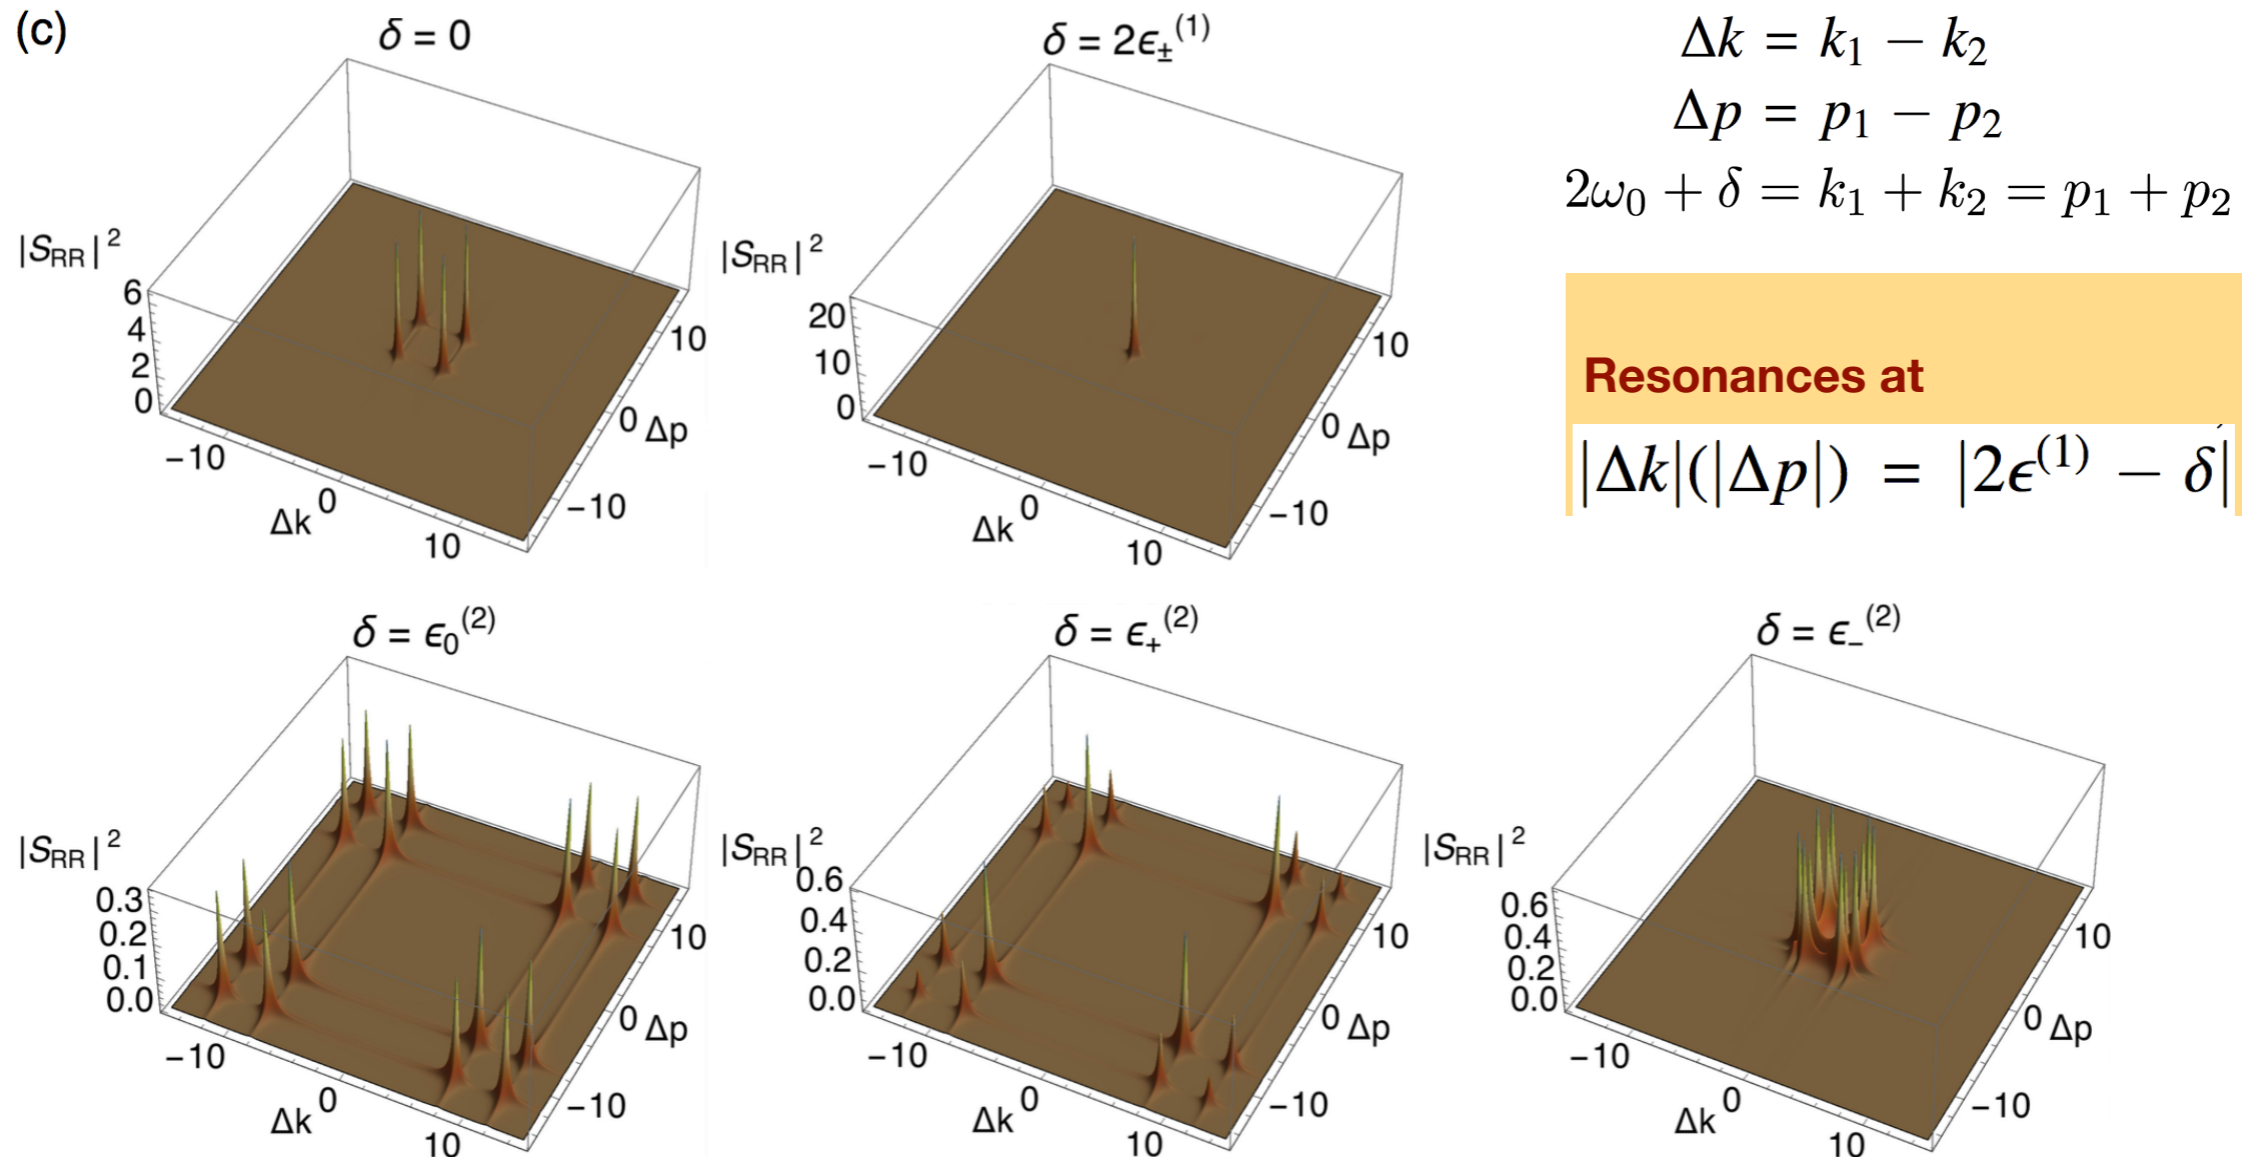 (c)
δ = 0
|S_RR|²
6
4
2
0
−10
0
10
Δk
10
0
−10
Δp
δ = 2ϵ±⁽¹⁾
|S_RR|²
20
10
0
−10
0
10
Δk
10
0
−10
Δp
Δk = k₁ − k₂
Δp = p₁ − p₂
2ω₀ + δ = k₁ + k₂ = p₁ + p₂
Resonances at
|Δk|(|Δp|) = |2ϵ⁽¹⁾ − δ|
δ = ϵ₀⁽²⁾
|S_RR|²
0.3
0.2
0.1
0.0
−10
0
10
Δk
10
0
−10
Δp
δ = ϵ₊⁽²⁾
|S_RR|²
0.6
0.4
0.2
0.0
−10
0
10
Δk
10
0
−10
Δp
δ = ϵ₋⁽²⁾
|S_RR|²
0.6
0.4
0.2
0.0
−10
0
10
Δk
10
0
−10
Δp